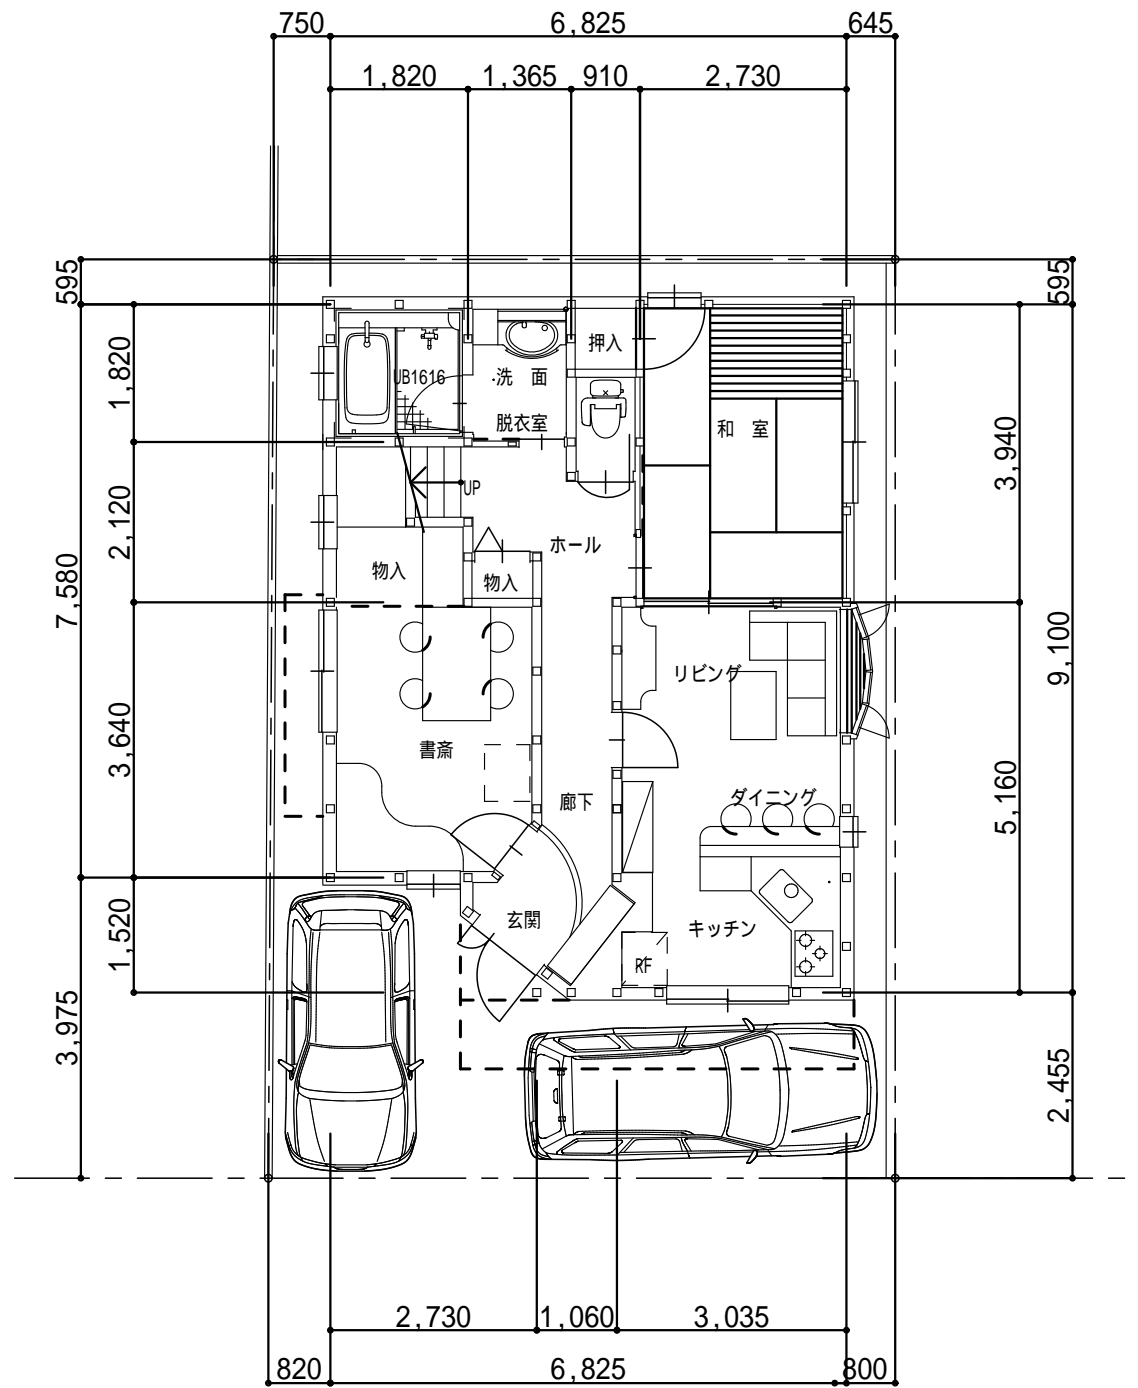 750 6,825 645
1,820 1,365 910 2,730
595
595
1,820
押入
UB1616
洗 面
脱衣室
和 室
3,940
2,120
UP
ホール
物入
物入
7,580
9,100
リビング
3,640
書斎
廊下
ダイニング
5,160
1,520
玄関
キッチン
RF
3,975
2,455
2,730 1,060 3,035
820 6,825 800